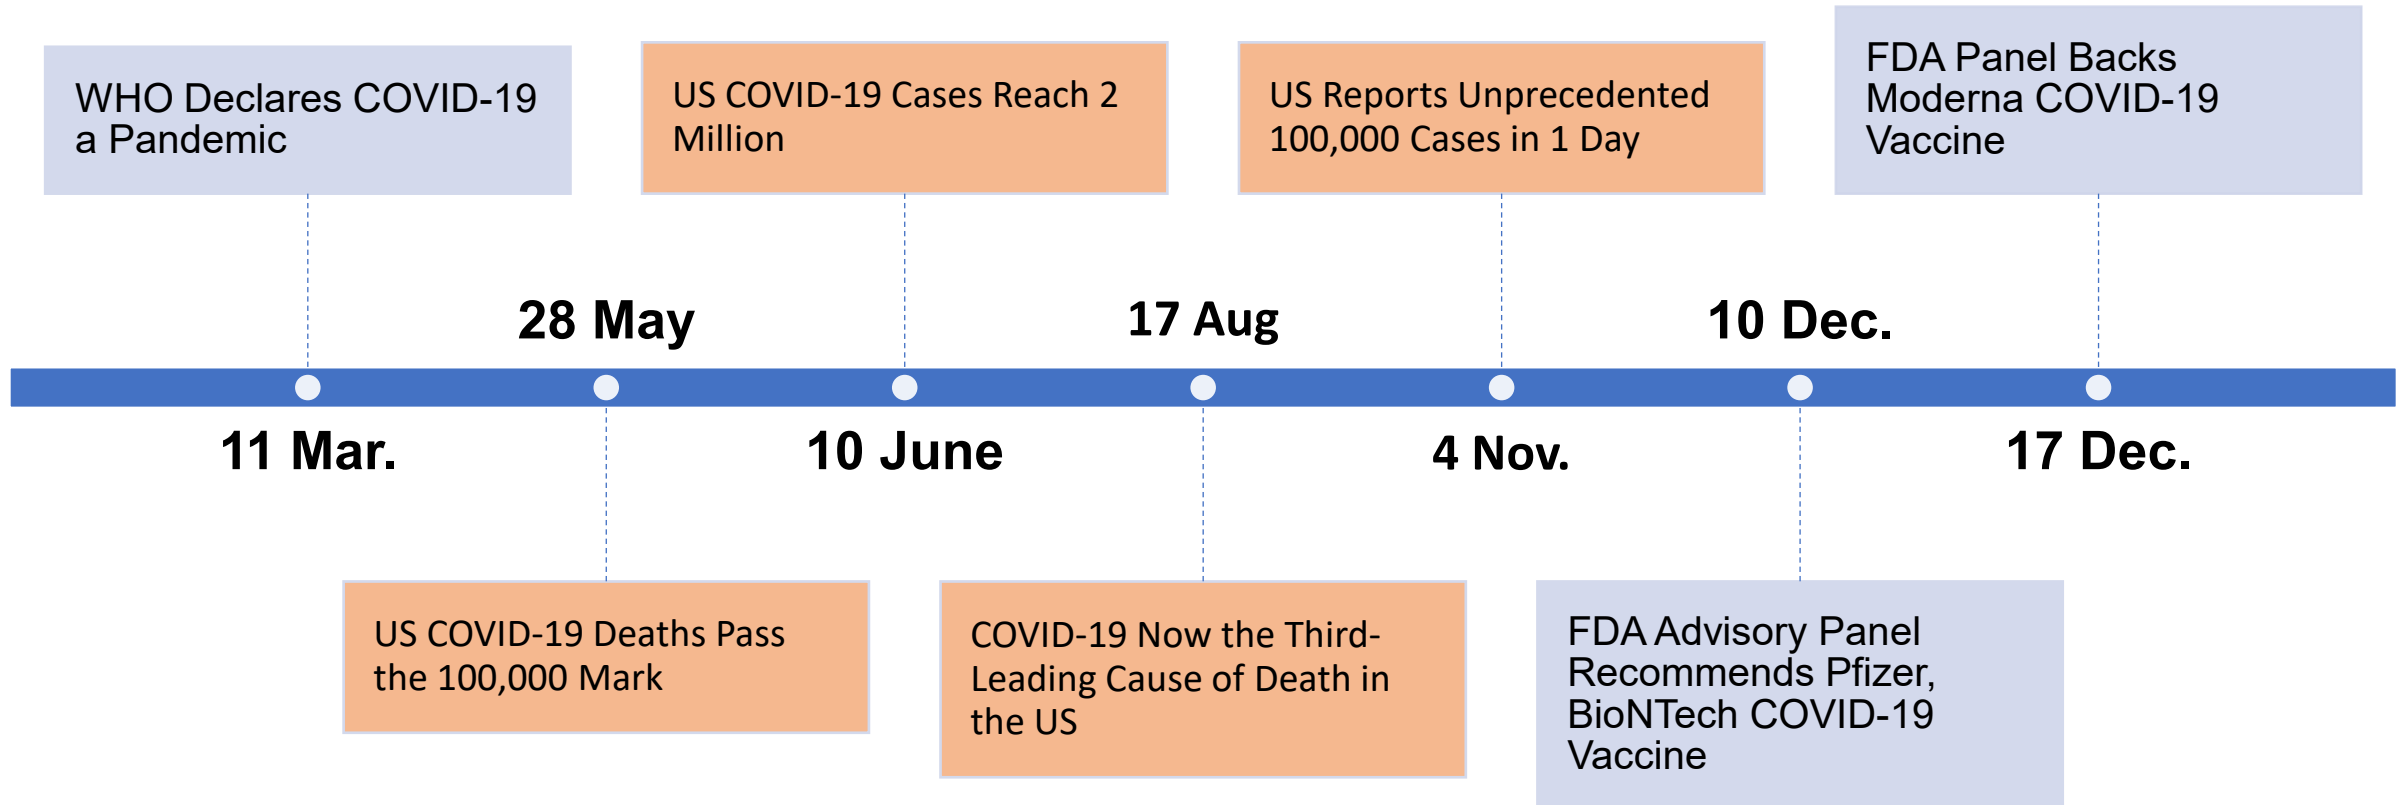 WHO Declares COVID-19
a Pandemic
US COVID-19 Cases Reach 2
Million
US Reports Unprecedented
100,000 Cases in 1 Day
FDA Panel Backs
Moderna COVID-19
Vaccine
28 May
17 Aug
10 Dec.
11 Mar.
10 June
4 Nov.
17 Dec.
US COVID-19 Deaths Pass
the 100,000 Mark
COVID-19 Now the Third-
Leading Cause of Death in
the US
FDA Advisory Panel
Recommends Pfizer,
BioNTech COVID-19
Vaccine